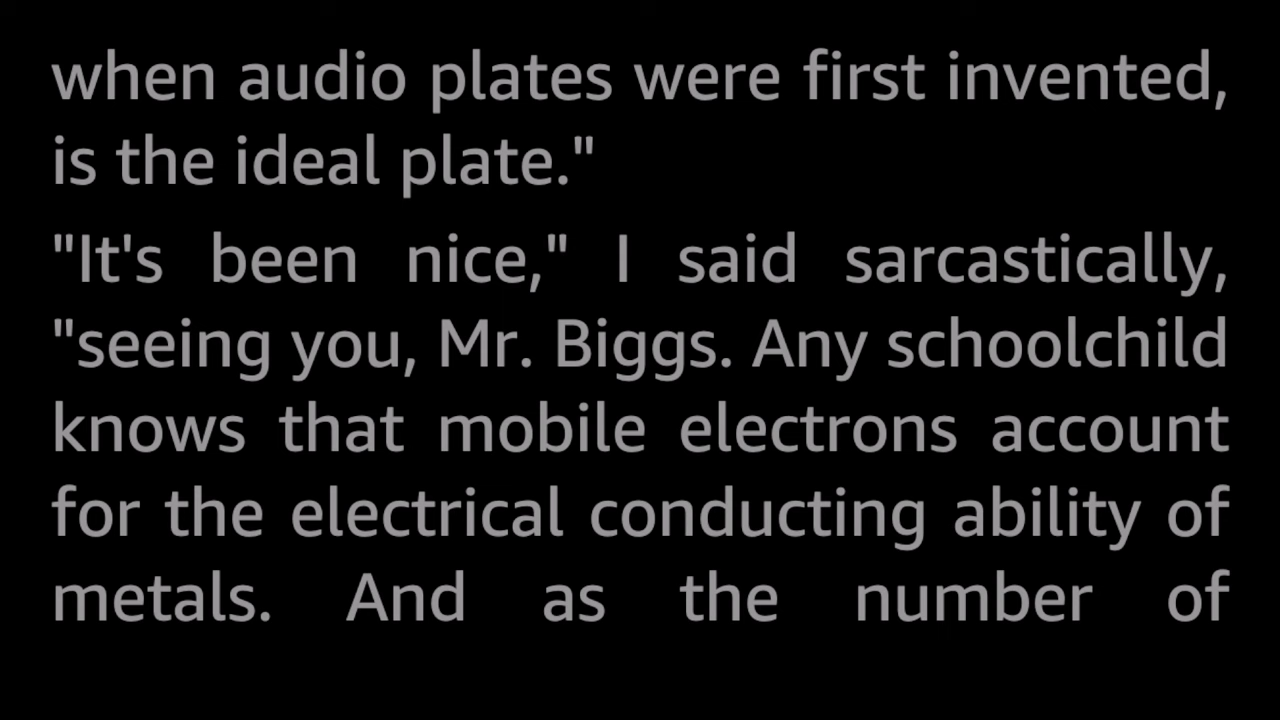 when audio plates were first invented,
is the ideal plate."
"It's been nice," I said sarcastically,
"seeing you, Mr. Biggs. Any schoolchild
knows that mobile electrons account
for the electrical conducting ability of
metals. And as the number of